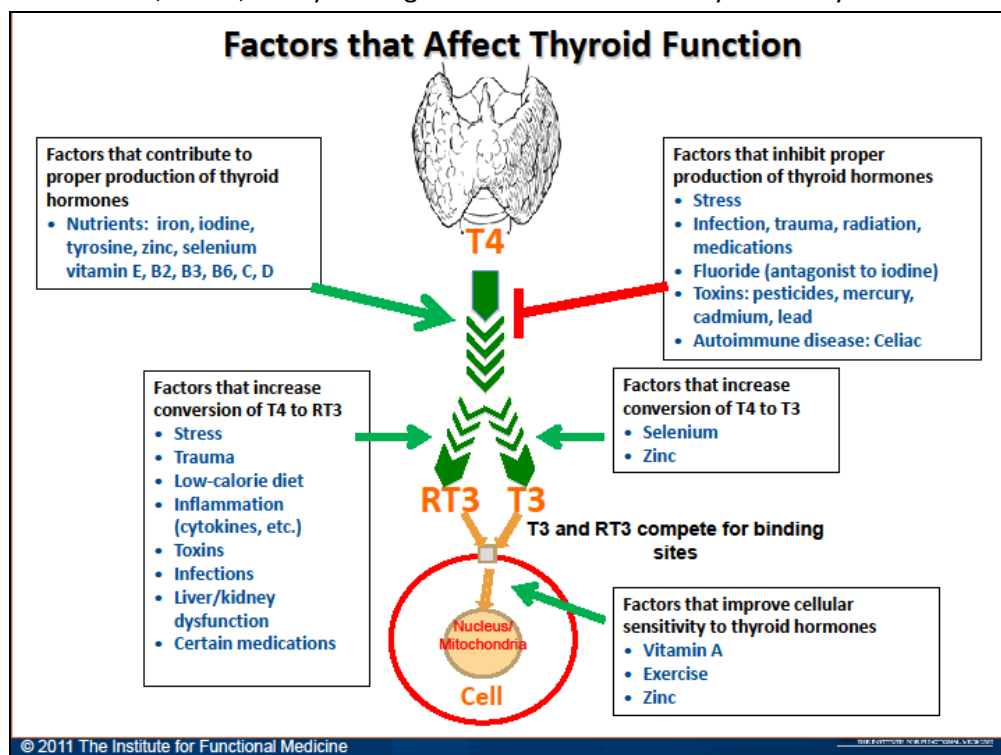 Factors that Affect Thyroid Function
Factors that contribute to
proper production of thyroid
hormones
• Nutrients: iron, iodine,
tyrosine, zinc, selenium
vitamin E, B2, B3, B6, C, D
Factors that inhibit proper
production of thyroid hormones
• Stress
• Infection, trauma, radiation,
medications
• Fluoride (antagonist to iodine)
• Toxins: pesticides, mercury,
cadmium, lead
• Autoimmune disease: Celiac
T4
Factors that increase
conversion of T4 to RT3
• Stress
• Trauma
• Low-calorie diet
• Inflammation
(cytokines, etc.)
• Toxins
• Infections
• Liver/kidney
dysfunction
• Certain medications
Factors that increase
conversion of T4 to T3
• Selenium
• Zinc
RT3 T3
T3 and RT3 compete for binding
sites
Nucleus/
Mitochondria
Cell
Factors that improve cellular
sensitivity to thyroid hormones
• Vitamin A
• Exercise
• Zinc
© 2011 The Institute for Functional Medicine